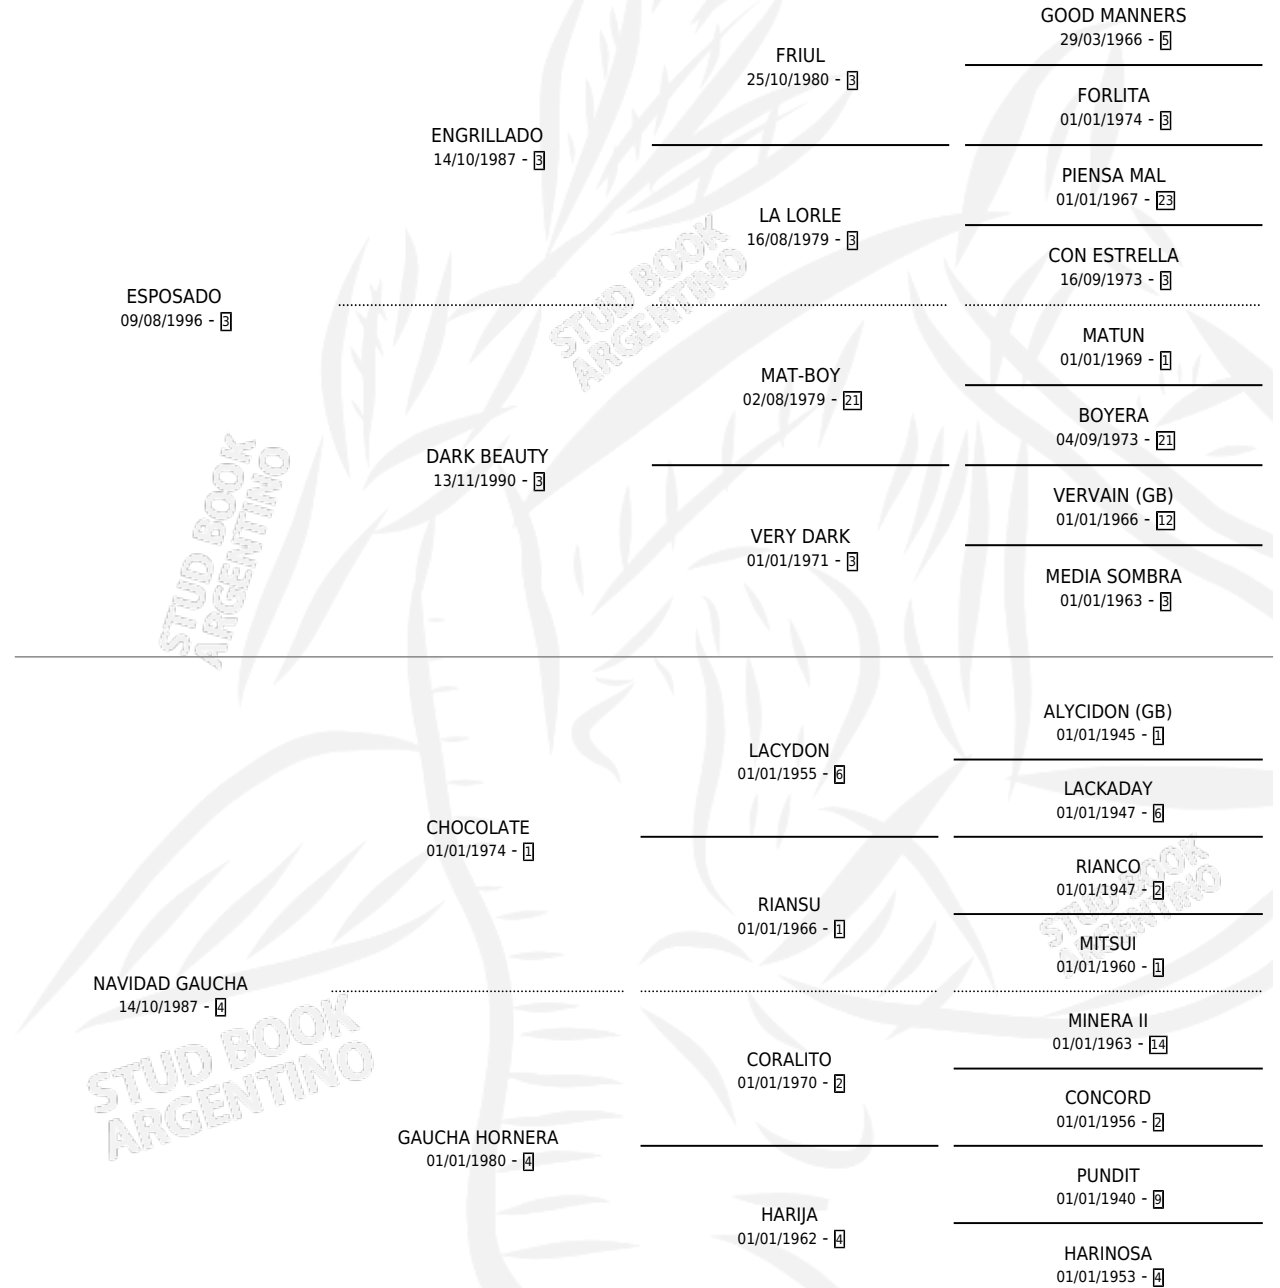 GOOD MANNERS
29/03/1966 - 5
FRIUL
25/10/1980 - 3
FORLITA
01/01/1974 - 3
ENGRILLADO
14/10/1987 - 3
PIENSA MAL
01/01/1967 - 23
LA LORLE
16/08/1979 - 3
CON ESTRELLA
16/09/1973 - 3
ESPOSADO
09/08/1996 - 3
MATUN
01/01/1969 - 1
MAT-BOY
02/08/1979 - 21
BOYERA
04/09/1973 - 21
DARK BEAUTY
13/11/1990 - 3
VERVAIN (GB)
01/01/1966 - 12
VERY DARK
01/01/1971 - 3
MEDIA SOMBRA
01/01/1963 - 3
STUD BOOK
ARGENTINO
STUD BOOK
ARGENTINO
ALYCIDON (GB)
01/01/1945 - 1
LACYDON
01/01/1955 - 6
LACKADAY
01/01/1947 - 6
CHOCOLATE
01/01/1974 - 1
RIANCO
01/01/1947 - 2
RIANSU
01/01/1966 - 1
MITSUI
01/01/1960 - 1
NAVIDAD GAUCHA
14/10/1987 - 4
MINERA II
01/01/1963 - 14
CORALITO
01/01/1970 - 2
CONCORD
01/01/1956 - 2
GAUCHA HORNERA
01/01/1980 - 4
PUNDIT
01/01/1940 - 9
HARIJA
01/01/1962 - 4
HARINOSA
01/01/1953 - 4
STUD BOOK
ARGENTINO
STUD BOOK
ARGENTINO